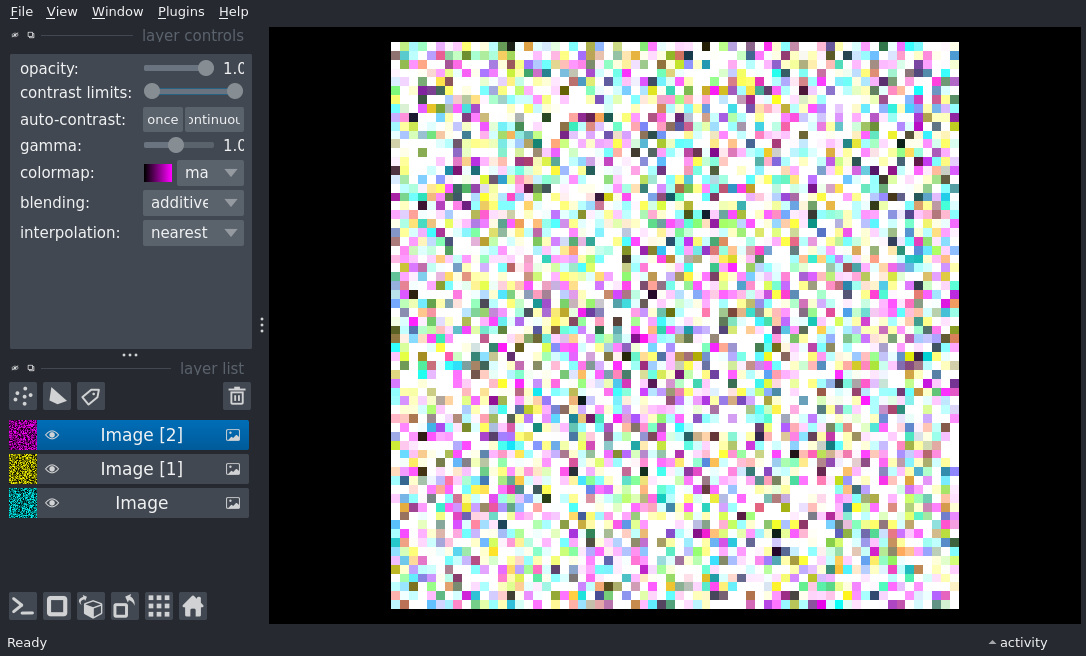 File View Window Plugins Help
layer controls
opacity: 1.0
contrast limits:
auto-contrast: once ontinuou
gamma: 1.0
colormap: ma
blending: additive
interpolation: nearest
layer list
Image [2]
Image [1]
Image
Ready activity